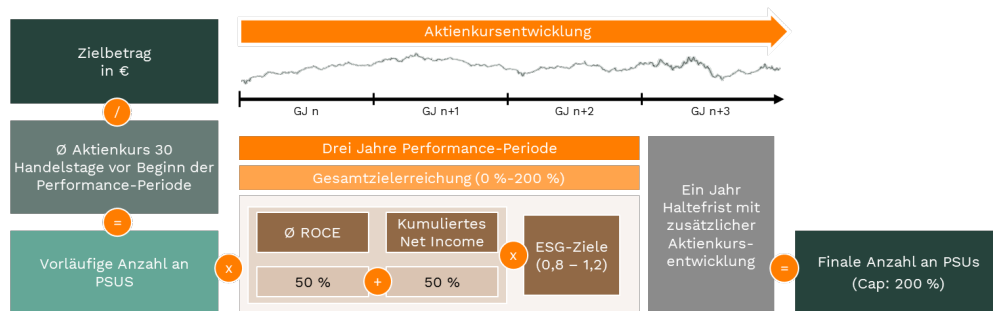 Zielbetrag
in €
/
Ø Aktienkurs 30
Handelstage vor Beginn der
Performance-Periode
=
Vorläufige Anzahl an
PSUS
x
Aktienkursentwicklung
GJ n
GJ n+1
GJ n+2
GJ n+3
Drei Jahre Performance-Periode
Gesamtzielerreichung (0 %-200 %)
Ø ROCE
50 %
+
Kumuliertes
Net Income
50 %
x
ESG-Ziele
(0,8 – 1,2)
Ein Jahr
Haltefrist mit
zusätzlicher
Aktienkurs-
entwicklung
=
Finale Anzahl an PSUs
(Cap: 200 %)